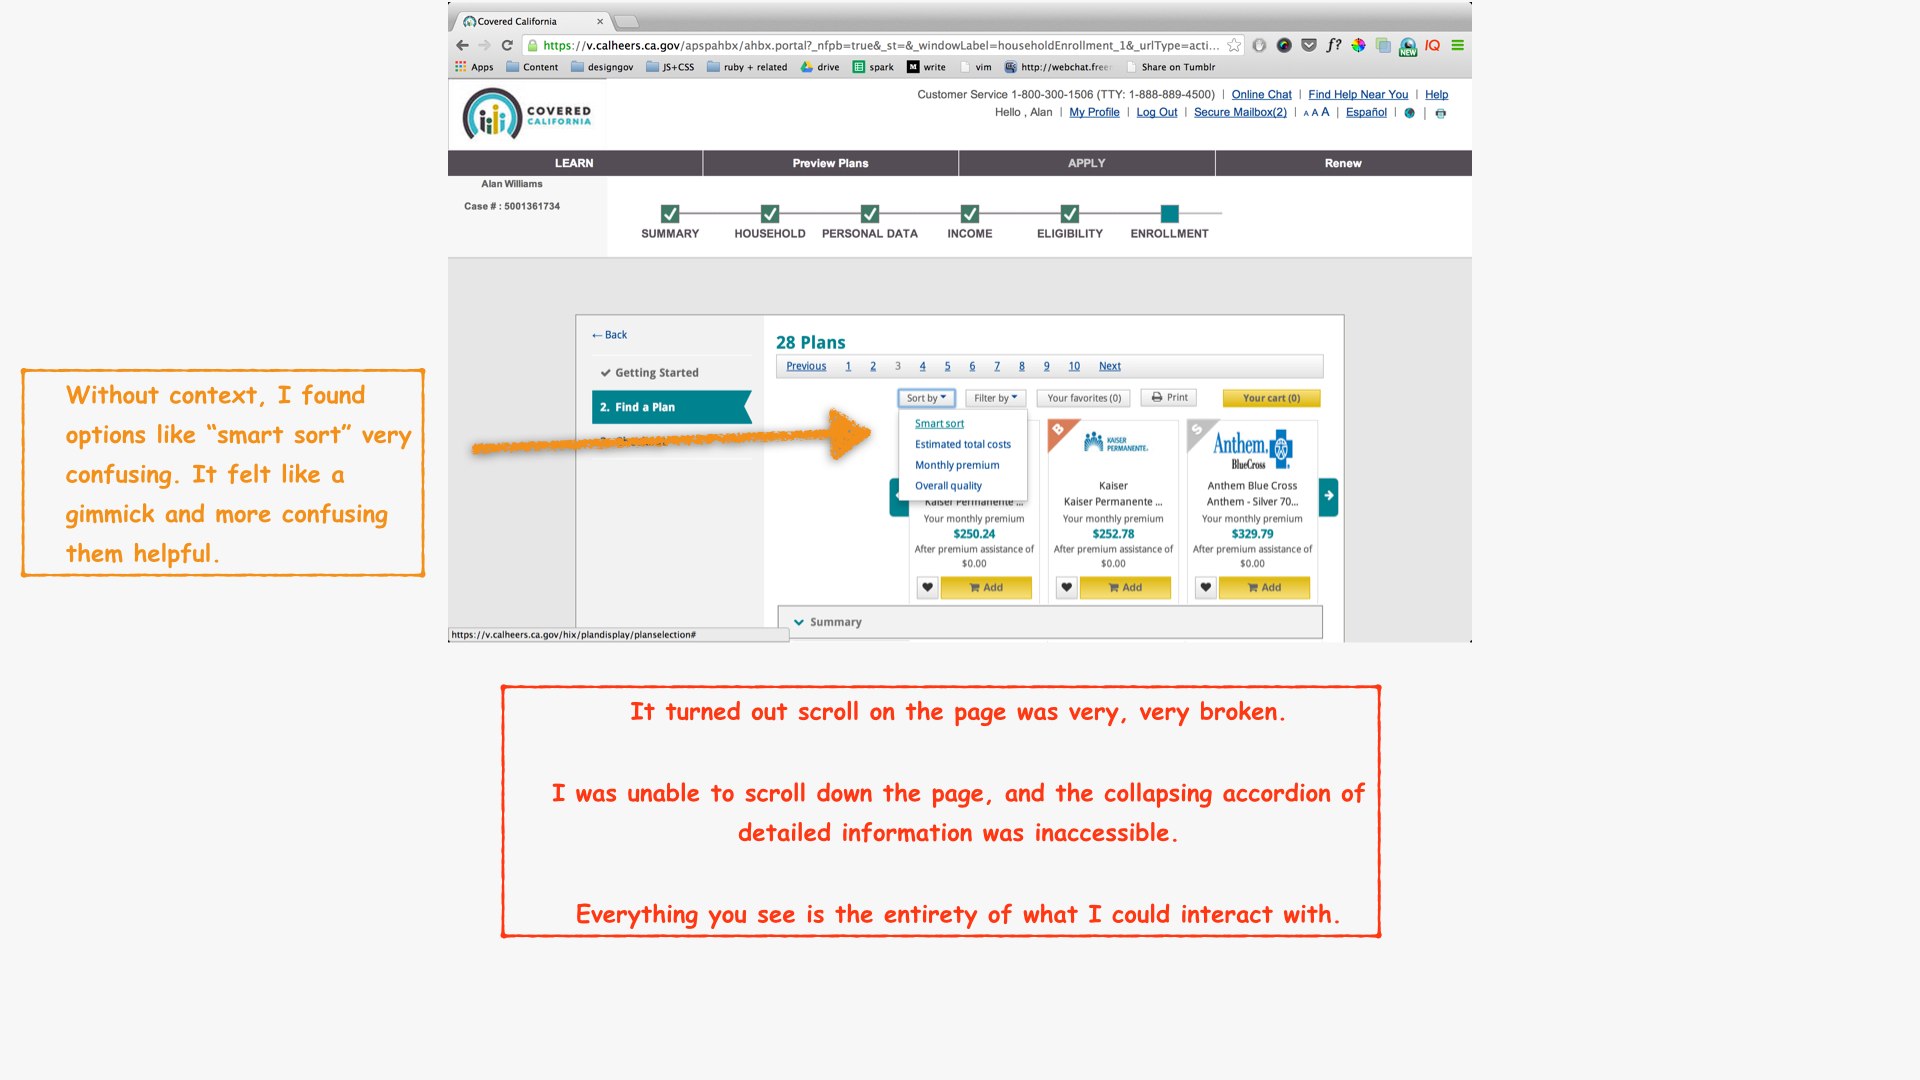 Covered California
https://v.calheers.ca.gov/apspahbx/ahbx.portal?_nfpb=true&_st=&_windowLabel=householdEnrollment_1&_urlType=acti...
f?
NEW
IQ
Apps Content designgov JS+CSS ruby + related drive spark write vim http://webchat.free Share on Tumblr
COVERED
CALIFORNIA
Customer Service 1-800-300-1506 (TTY: 1-888-889-4500) | Online Chat | Find Help Near You | Help
Hello , Alan | My Profile | Log Out | Secure Mailbox(2) | A A A | Español |
LEARN Preview Plans APPLY Renew
Alan Williams
Case # : 5001361734
SUMMARY HOUSEHOLD PERSONAL DATA INCOME ELIGIBILITY ENROLLMENT
← Back
Getting Started
2. Find a Plan
28 Plans
Previous 1 2 3 4 5 6 7 8 9 10 Next
Sort by Filter by Your favorites (0) Print Your cart (0)
Smart sort
Estimated total costs
Monthly premium
Overall quality
Kaiser Permanente ...
Your monthly premium
$250.24
After premium assistance of
$0.00
Add
B
KAISER
PERMANENTE.
Kaiser
Kaiser Permanente ...
Your monthly premium
$252.78
After premium assistance of
$0.00
Add
S
Anthem.
BlueCross
Anthem Blue Cross
Anthem - Silver 70...
Your monthly premium
$329.79
After premium assistance of
$0.00
Add
Summary
https://v.calheers.ca.gov/hix/plandisplay/planselection#
Without context, I found
options like “smart sort” very
confusing. It felt like a
gimmick and more confusing
them helpful.
It turned out scroll on the page was very, very broken.
I was unable to scroll down the page, and the collapsing accordion of
detailed information was inaccessible.
Everything you see is the entirety of what I could interact with.